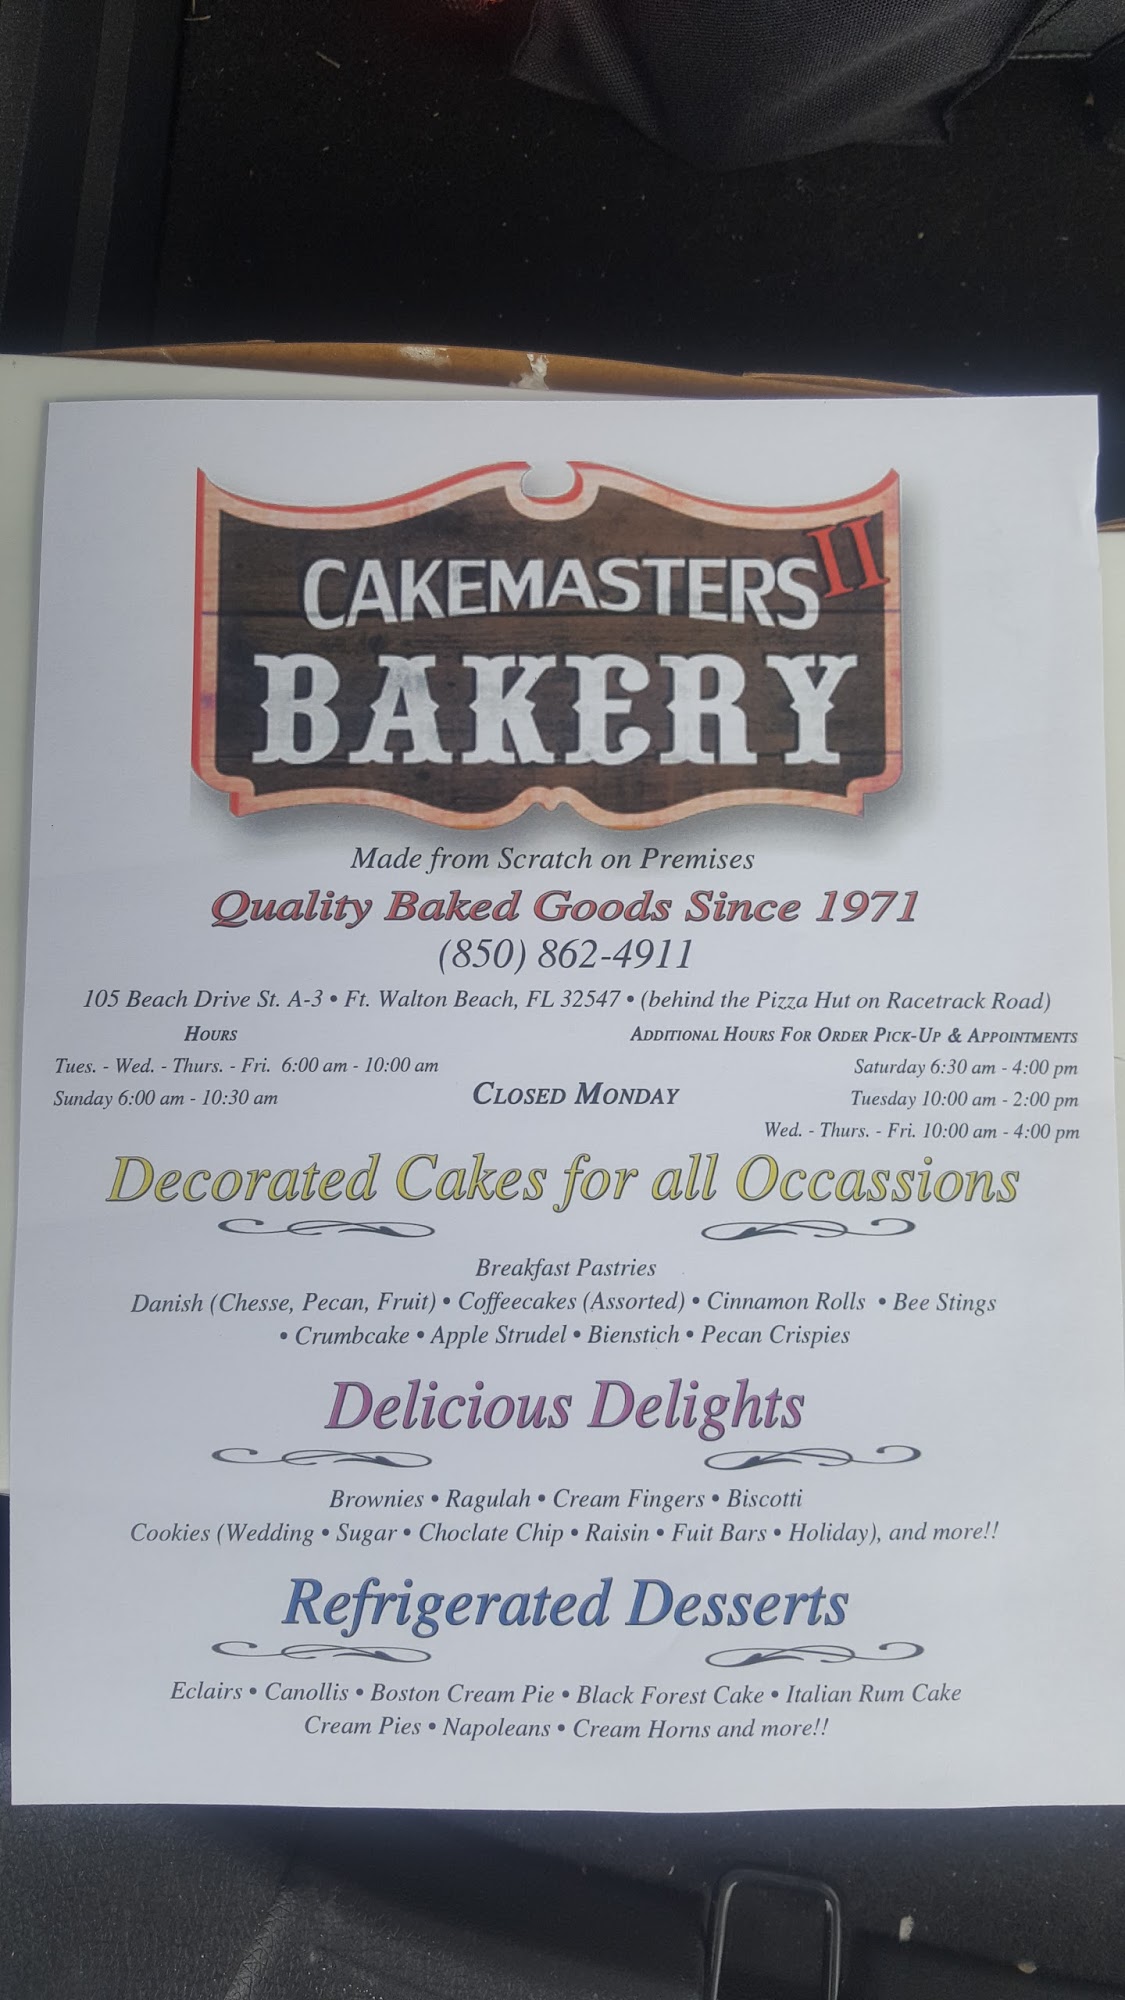 CAKEMASTERS II
BAKERY
Made from Scratch on Premises
Quality Baked Goods Since 1971
(850) 862-4911
105 Beach Drive St. A-3 • Ft. Walton Beach, FL 32547 • (behind the Pizza Hut on Racetrack Road)
HOURS
Tues. - Wed. - Thurs. - Fri. 6:00 am - 10:00 am
Sunday 6:00 am - 10:30 am
CLOSED MONDAY
ADDITIONAL HOURS FOR ORDER PICK-UP & APPOINTMENTS
Saturday 6:30 am - 4:00 pm
Tuesday 10:00 am - 2:00 pm
Wed. - Thurs. - Fri. 10:00 am - 4:00 pm
Decorated Cakes for all Occassions
Breakfast Pastries
Danish (Chesse, Pecan, Fruit) • Coffeecakes (Assorted) • Cinnamon Rolls • Bee Stings
• Crumbcake • Apple Strudel • Bienstich • Pecan Crispies
Delicious Delights
Brownies • Ragulah • Cream Fingers • Biscotti
Cookies (Wedding • Sugar • Choclate Chip • Raisin • Fuit Bars • Holiday), and more!!
Refrigerated Desserts
Eclairs • Canollis • Boston Cream Pie • Black Forest Cake • Italian Rum Cake
Cream Pies • Napoleans • Cream Horns and more!!